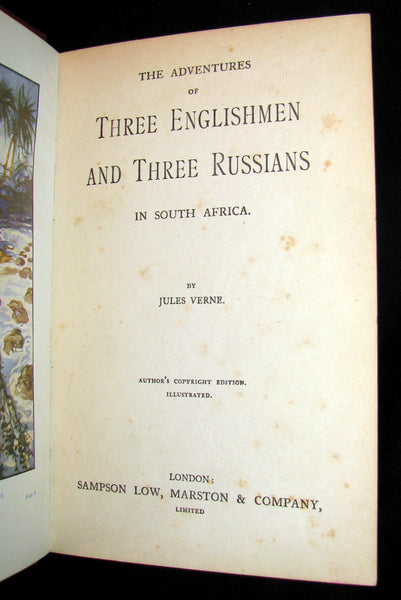 THE ADVENTURES
OF
THREE ENGLISHMEN
AND THREE RUSSIANS
IN SOUTH AFRICA.
BY
JULES VERNE.
AUTHOR'S COPYRIGHT EDITION.
ILLUSTRATED.
LONDON:
SAMPSON LOW, MARSTON & COMPANY,
LIMITED